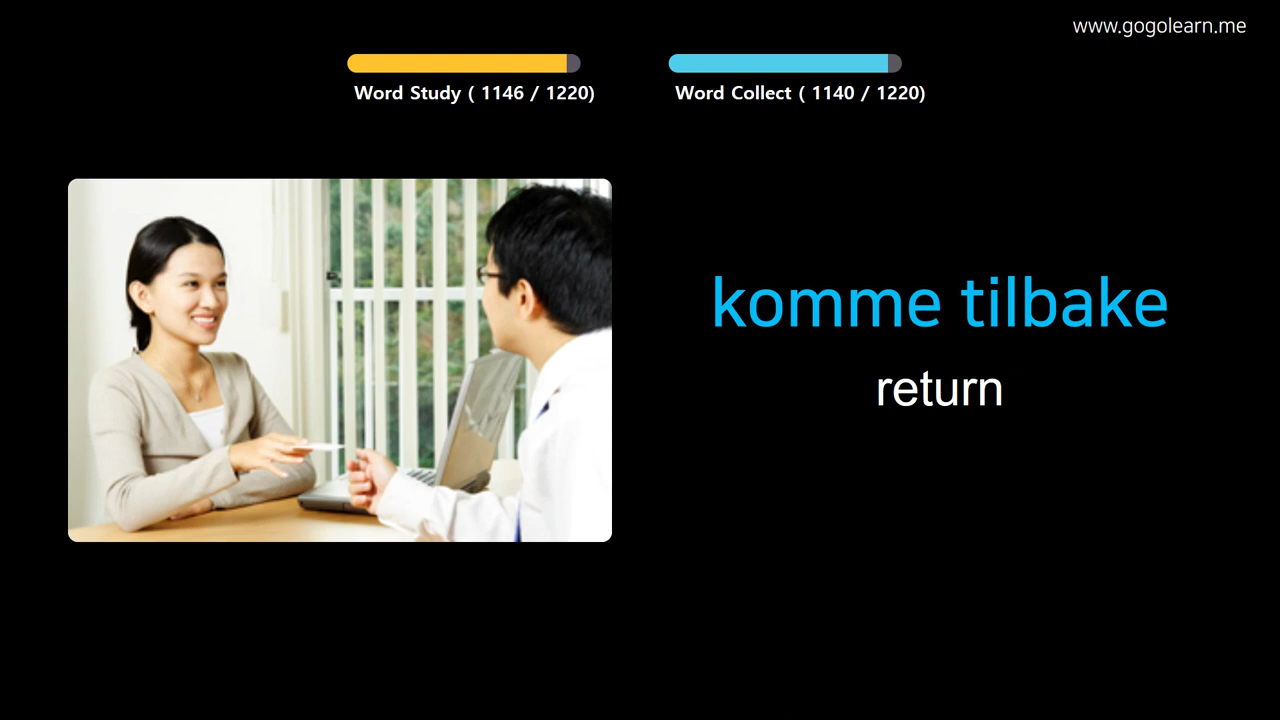 www.gogolearn.me
Word Study ( 1146 / 1220)
Word Collect ( 1140 / 1220)
komme tilbake
return